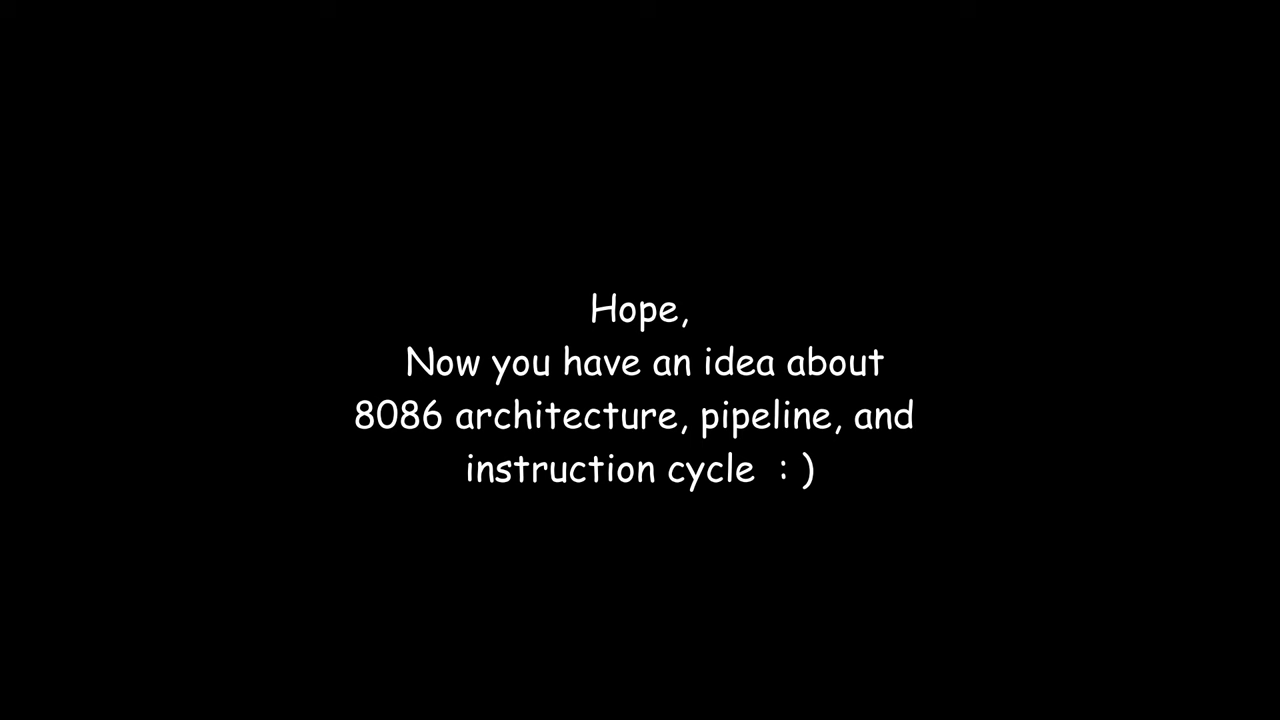 Hope,
Now you have an idea about
8086 architecture, pipeline, and
instruction cycle  : )